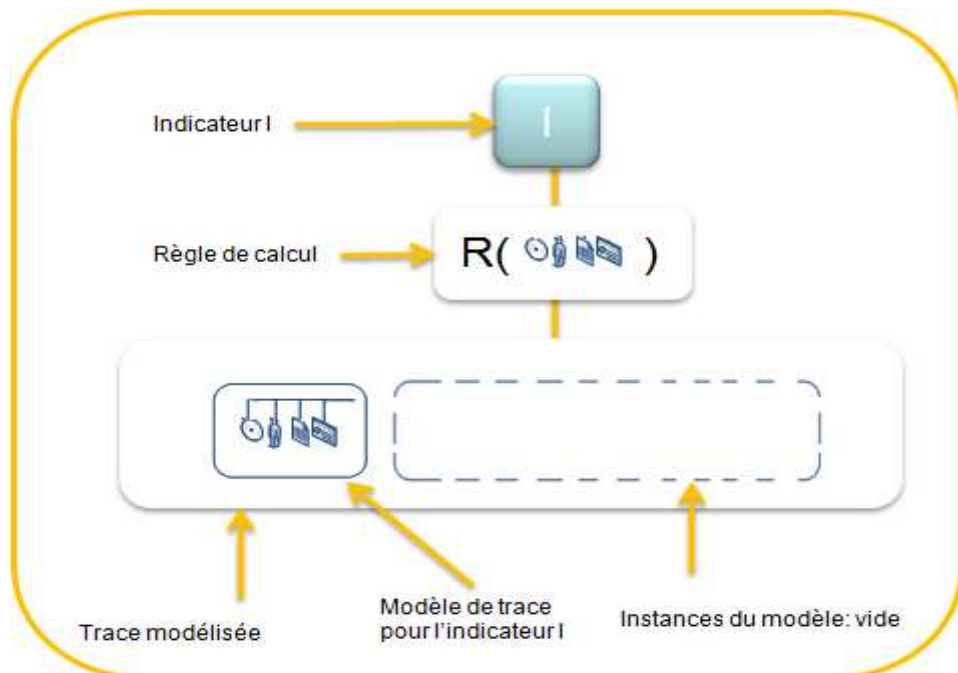 I
Indicateur I
Règle de calcul
R( )
Trace modélisée
Modèle de trace
pour l'indicateur I
Instances du modèle: vide